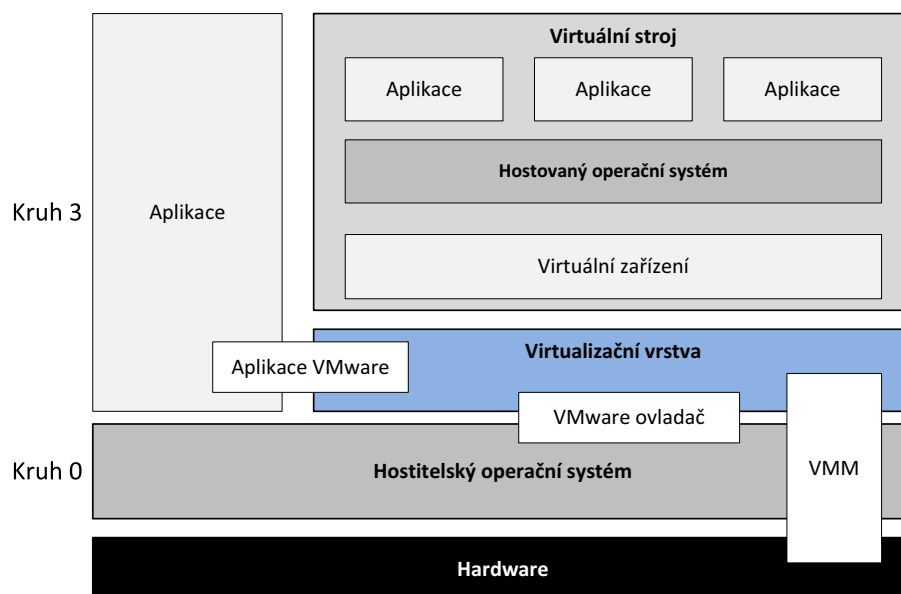 Virtuální stroj
Aplikace
Aplikace
Aplikace
Hostovaný operační systém
Kruh 3
Aplikace
Virtuální zařízení
Virtualizační vrstva
Aplikace VMware
VMware ovladač
Kruh 0
Hostitelský operační systém
VMM
Hardware